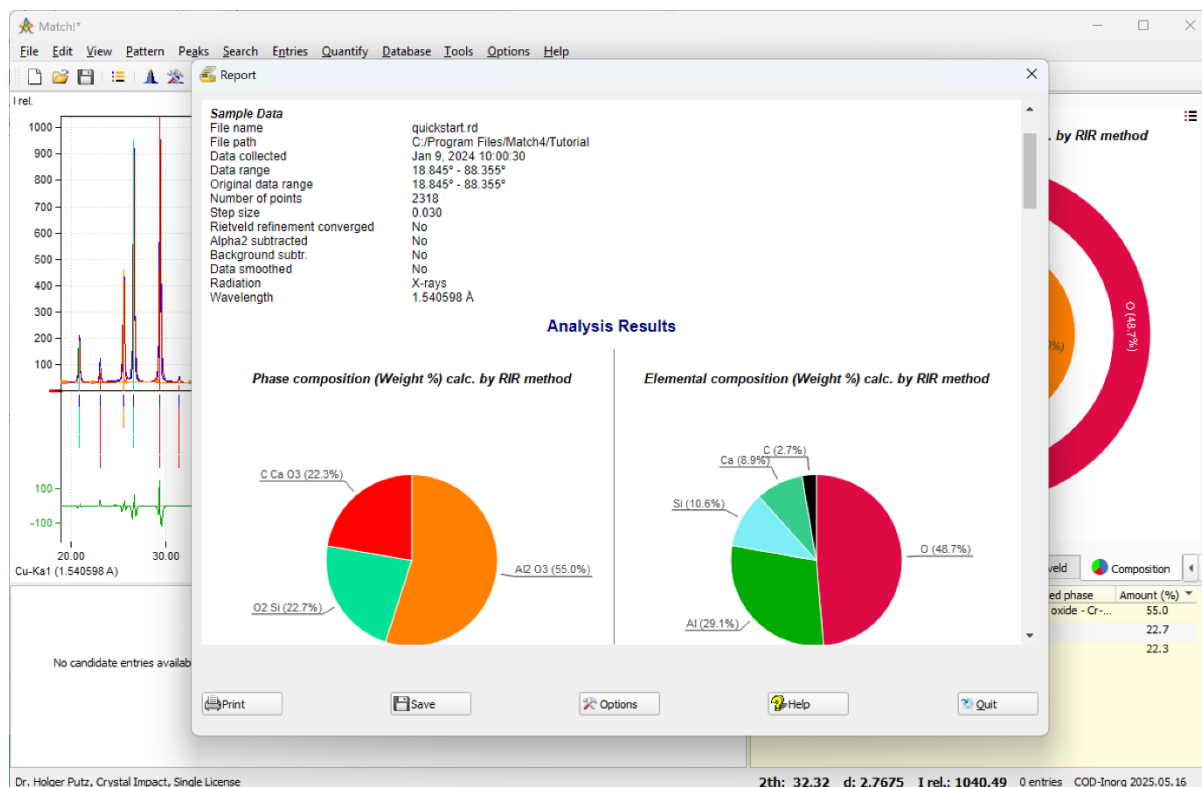 Match!*
File Edit View Pattern Peaks Search Entries Quantify Database Tools Options Help
Report
I rel.
1000
900
800
700
600
500
400
300
200
100
100
-100
20.00 30.00
Cu-Ka1 (1.540598 A)
Sample Data
File name quickstart.rd
File path C:/Program Files/Match4/Tutorial
Data collected Jan 9, 2024 10:00:30
Data range 18.845° - 88.355°
Original data range 18.845° - 88.355°
Number of points 2318
Step size 0.030
Rietveld refinement converged No
Alpha2 subtracted No
Background subtr. No
Data smoothed No
Radiation X-rays
Wavelength 1.540598 Å
Analysis Results
Phase composition (Weight %) calc. by RIR method
C Ca O3 (22.3%)
Al2 O3 (55.0%)
O2 Si (22.7%)
Elemental composition (Weight %) calc. by RIR method
C (2.7%)
Ca (8.9%)
Si (10.6%)
O (48.7%)
Al (29.1%)
Print Save Options Help Quit
. by RIR method
O (48.7%)
Composition
ed phase Amount (%)
oxide - Cr-... 55.0
22.7
22.3
No candidate entries availab
Dr. Holger Putz, Crystal Impact, Single License
2th: 32.32 d: 2.7675 I rel.: 1040.49 0 entries COD-Inorg 2025.05.16